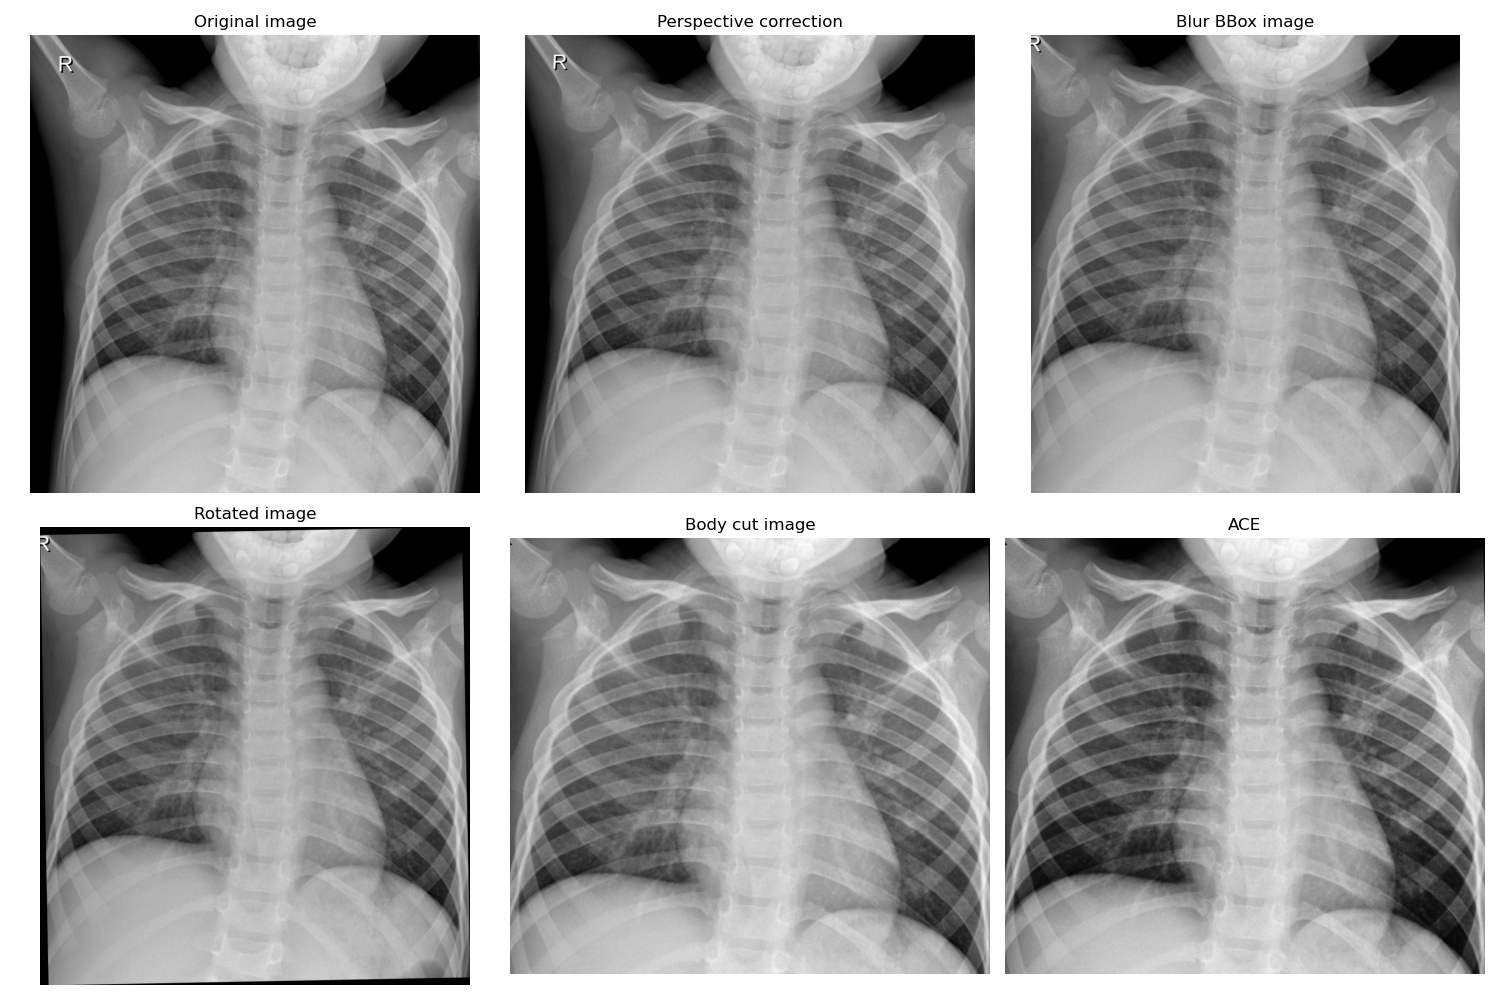 Original image
Perspective correction
Blur BBox image
R
R
R
Rotated image
Body cut image
ACE
R